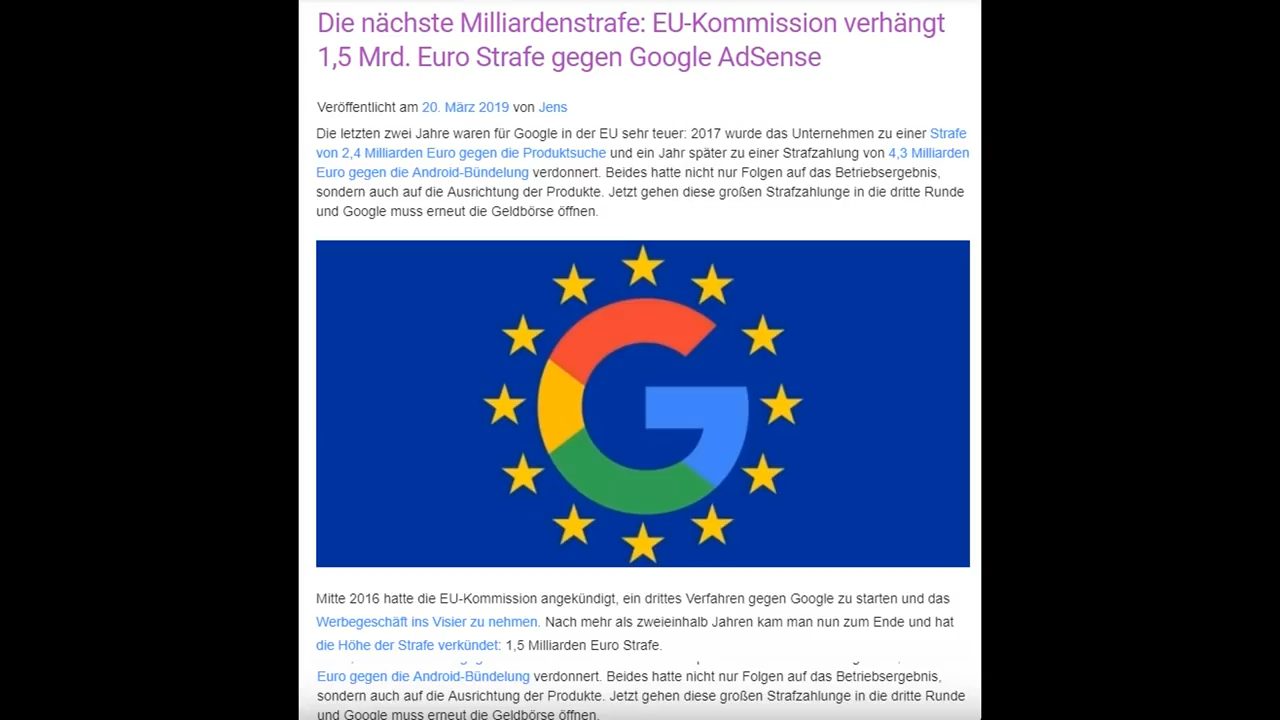 Die nächste Milliardenstrafe: EU-Kommission verhängt
1,5 Mrd. Euro Strafe gegen Google AdSense
Veröffentlicht am 20. März 2019 von Jens
Die letzten zwei Jahre waren für Google in der EU sehr teuer: 2017 wurde das Unternehmen zu einer Strafe
von 2,4 Milliarden Euro gegen die Produktsuche und ein Jahr später zu einer Strafzahlung von 4,3 Milliarden
Euro gegen die Android-Bündelung verdonnert. Beides hatte nicht nur Folgen auf das Betriebsergebnis,
sondern auch auf die Ausrichtung der Produkte. Jetzt gehen diese großen Strafzahlunge in die dritte Runde
und Google muss erneut die Geldbörse öffnen.
G
Mitte 2016 hatte die EU-Kommission angekündigt, ein drittes Verfahren gegen Google zu starten und das
Werbegeschäft ins Visier zu nehmen. Nach mehr als zweieinhalb Jahren kam man nun zum Ende und hat
die Höhe der Strafe verkündet: 1,5 Milliarden Euro Strafe.
Euro gegen die Android-Bündelung verdonnert. Beides hatte nicht nur Folgen auf das Betriebsergebnis,
sondern auch auf die Ausrichtung der Produkte. Jetzt gehen diese großen Strafzahlunge in die dritte Runde
und Google muss erneut die Geldbörse öffnen.